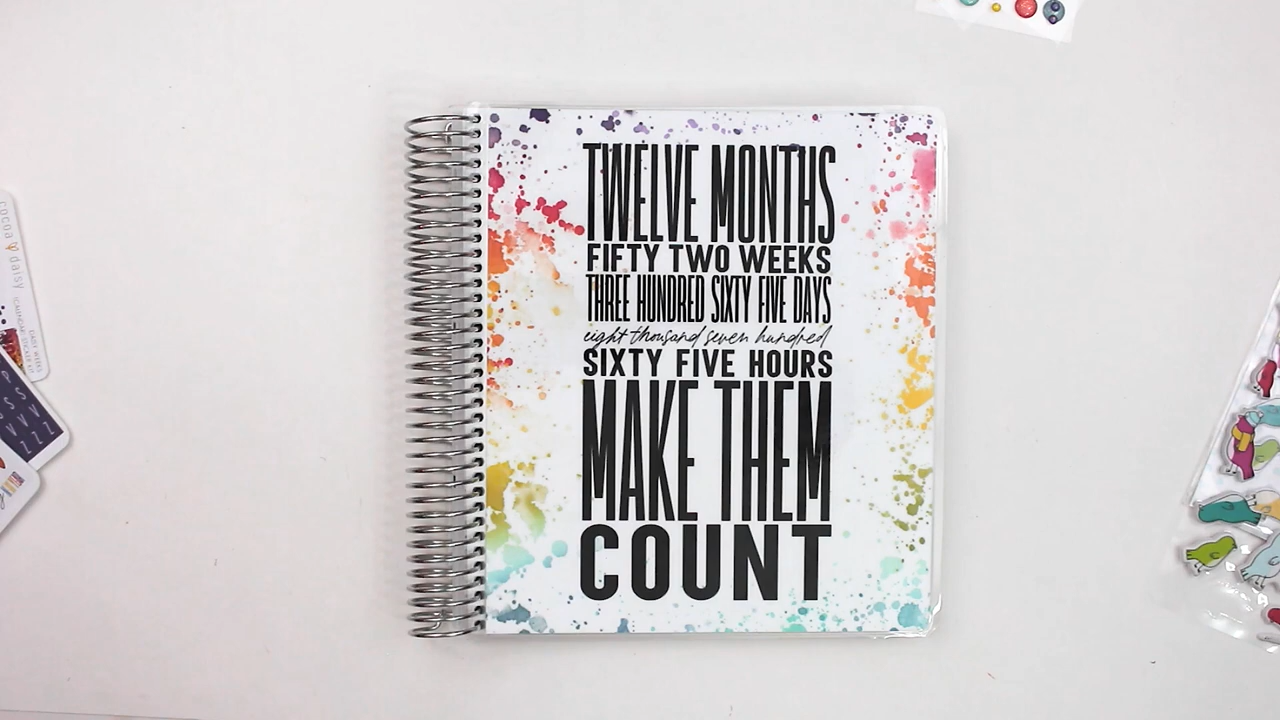 TWELVE MONTHS
FIFTY TWO WEEKS
THREE HUNDRED SIXTY FIVE DAYS
eight thousand seven hundred
SIXTY FIVE HOURS
MAKE THEM
COUNT
cocoa daisy